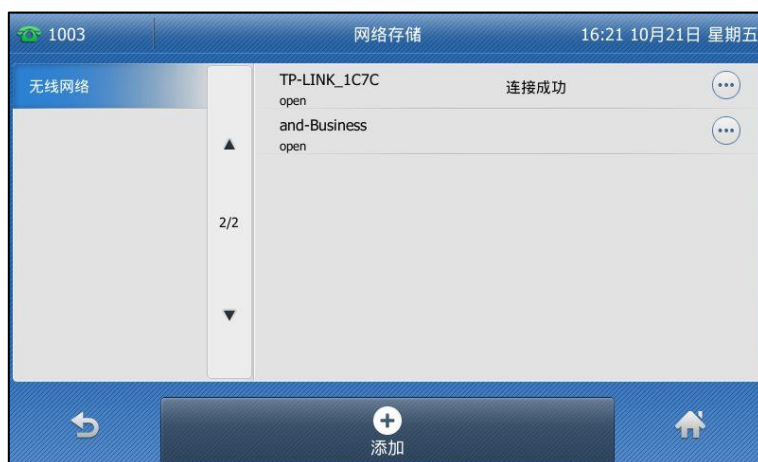 1003
网络存储
16:21 10月21日 星期五
无线网络
2/2
TP-LINK_1C7C
连接成功
open
and-Business
open
添加